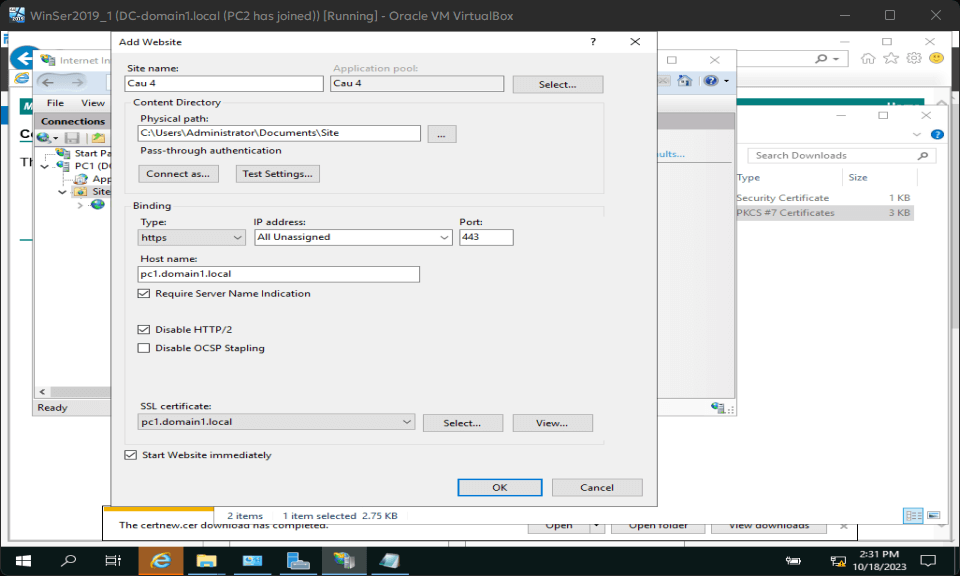 WinSer2019_1 (DC-domain1.local (PC2 has joined)) [Running] - Oracle VM VirtualBox
Add Website
?
Internet In
Site name:
Application pool:
Cau 4
Cau 4
Select...
File View
Content Directory
Physical path:
Connections
C:\Users\Administrator\Documents\Site
...
Pass-through authentication
Start Pa
PC1 (DC
App
Site
Connect as...
Test Settings...
ults...
Search Downloads
Type
Size
Security Certificate
1 KB
PKCS #7 Certificates
3 KB
Binding
Type:
IP address:
Port:
https
All Unassigned
443
Host name:
pc1.domain1.local
Require Server Name Indication
Disable HTTP/2
Disable OCSP Stapling
Ready
SSL certificate:
pc1.domain1.local
Select...
View...
Start Website immediately
OK
Cancel
2 items
1 item selected 2.75 KB
The certnew.cer download has completed.
Open
Open folder
View downloads
2:31 PM
10/18/2023